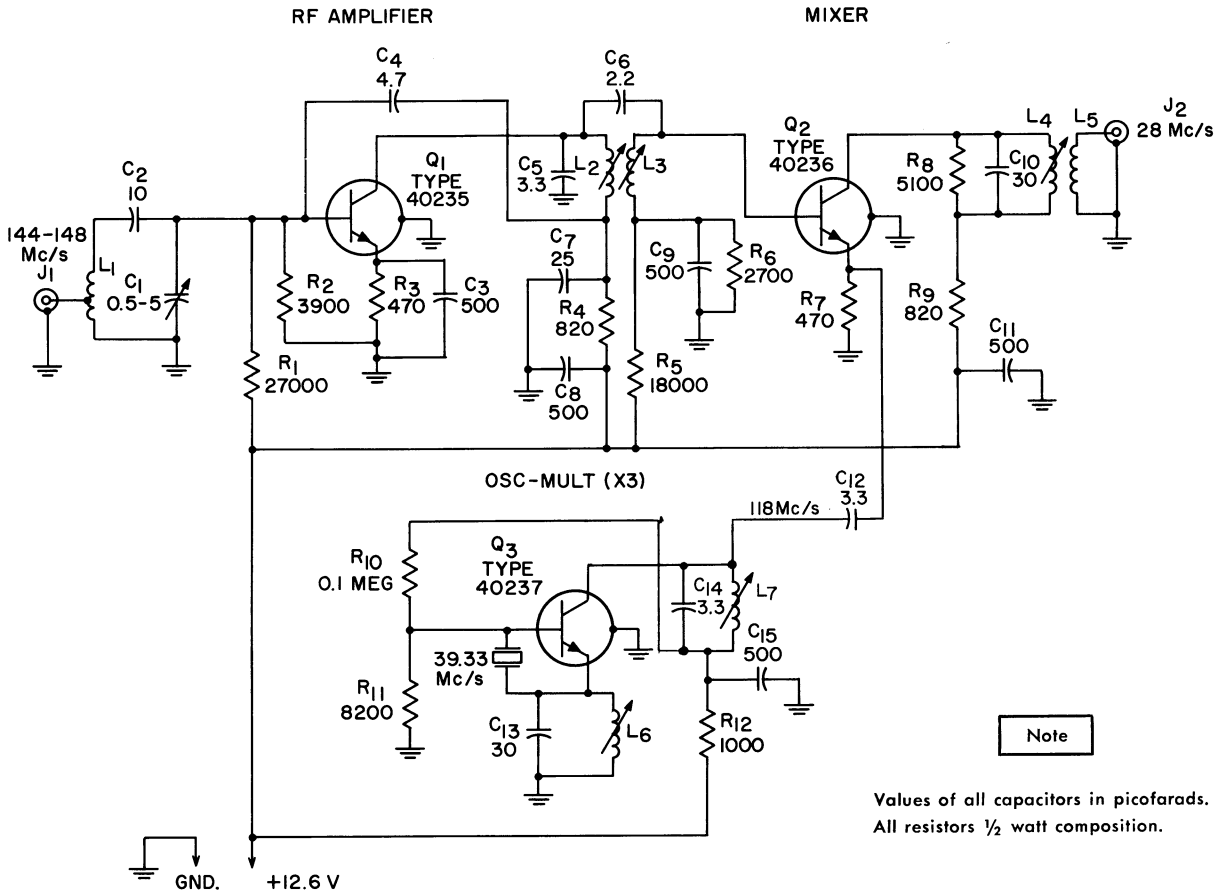 RF AMPLIFIER
MIXER
C4
4.7
C6
2.2
Q1
TYPE
40235
C5
3.3
L2
L3
Q2
TYPE
40236
L4
L5
J2
28 Mc/s
R8
5100
C10
30
C2
10
144-148
Mc/s
J1
L1
C1
0.5-5
R2
3900
R3
470
C3
500
C7
25
R4
820
C9
500
R6
2700
R7
470
R9
820
C11
500
R1
27000
C8
500
R5
18000
OSC-MULT (X3)
C12
3.3
118Mc/s
R10
0.1 MEG
Q3
TYPE
40237
C14
3.3
L7
C15
500
39.33
Mc/s
R11
8200
C13
30
L6
R12
1000
Note
Values of all capacitors in picofarads.
All resistors ½ watt composition.
GND.
+12.6 V